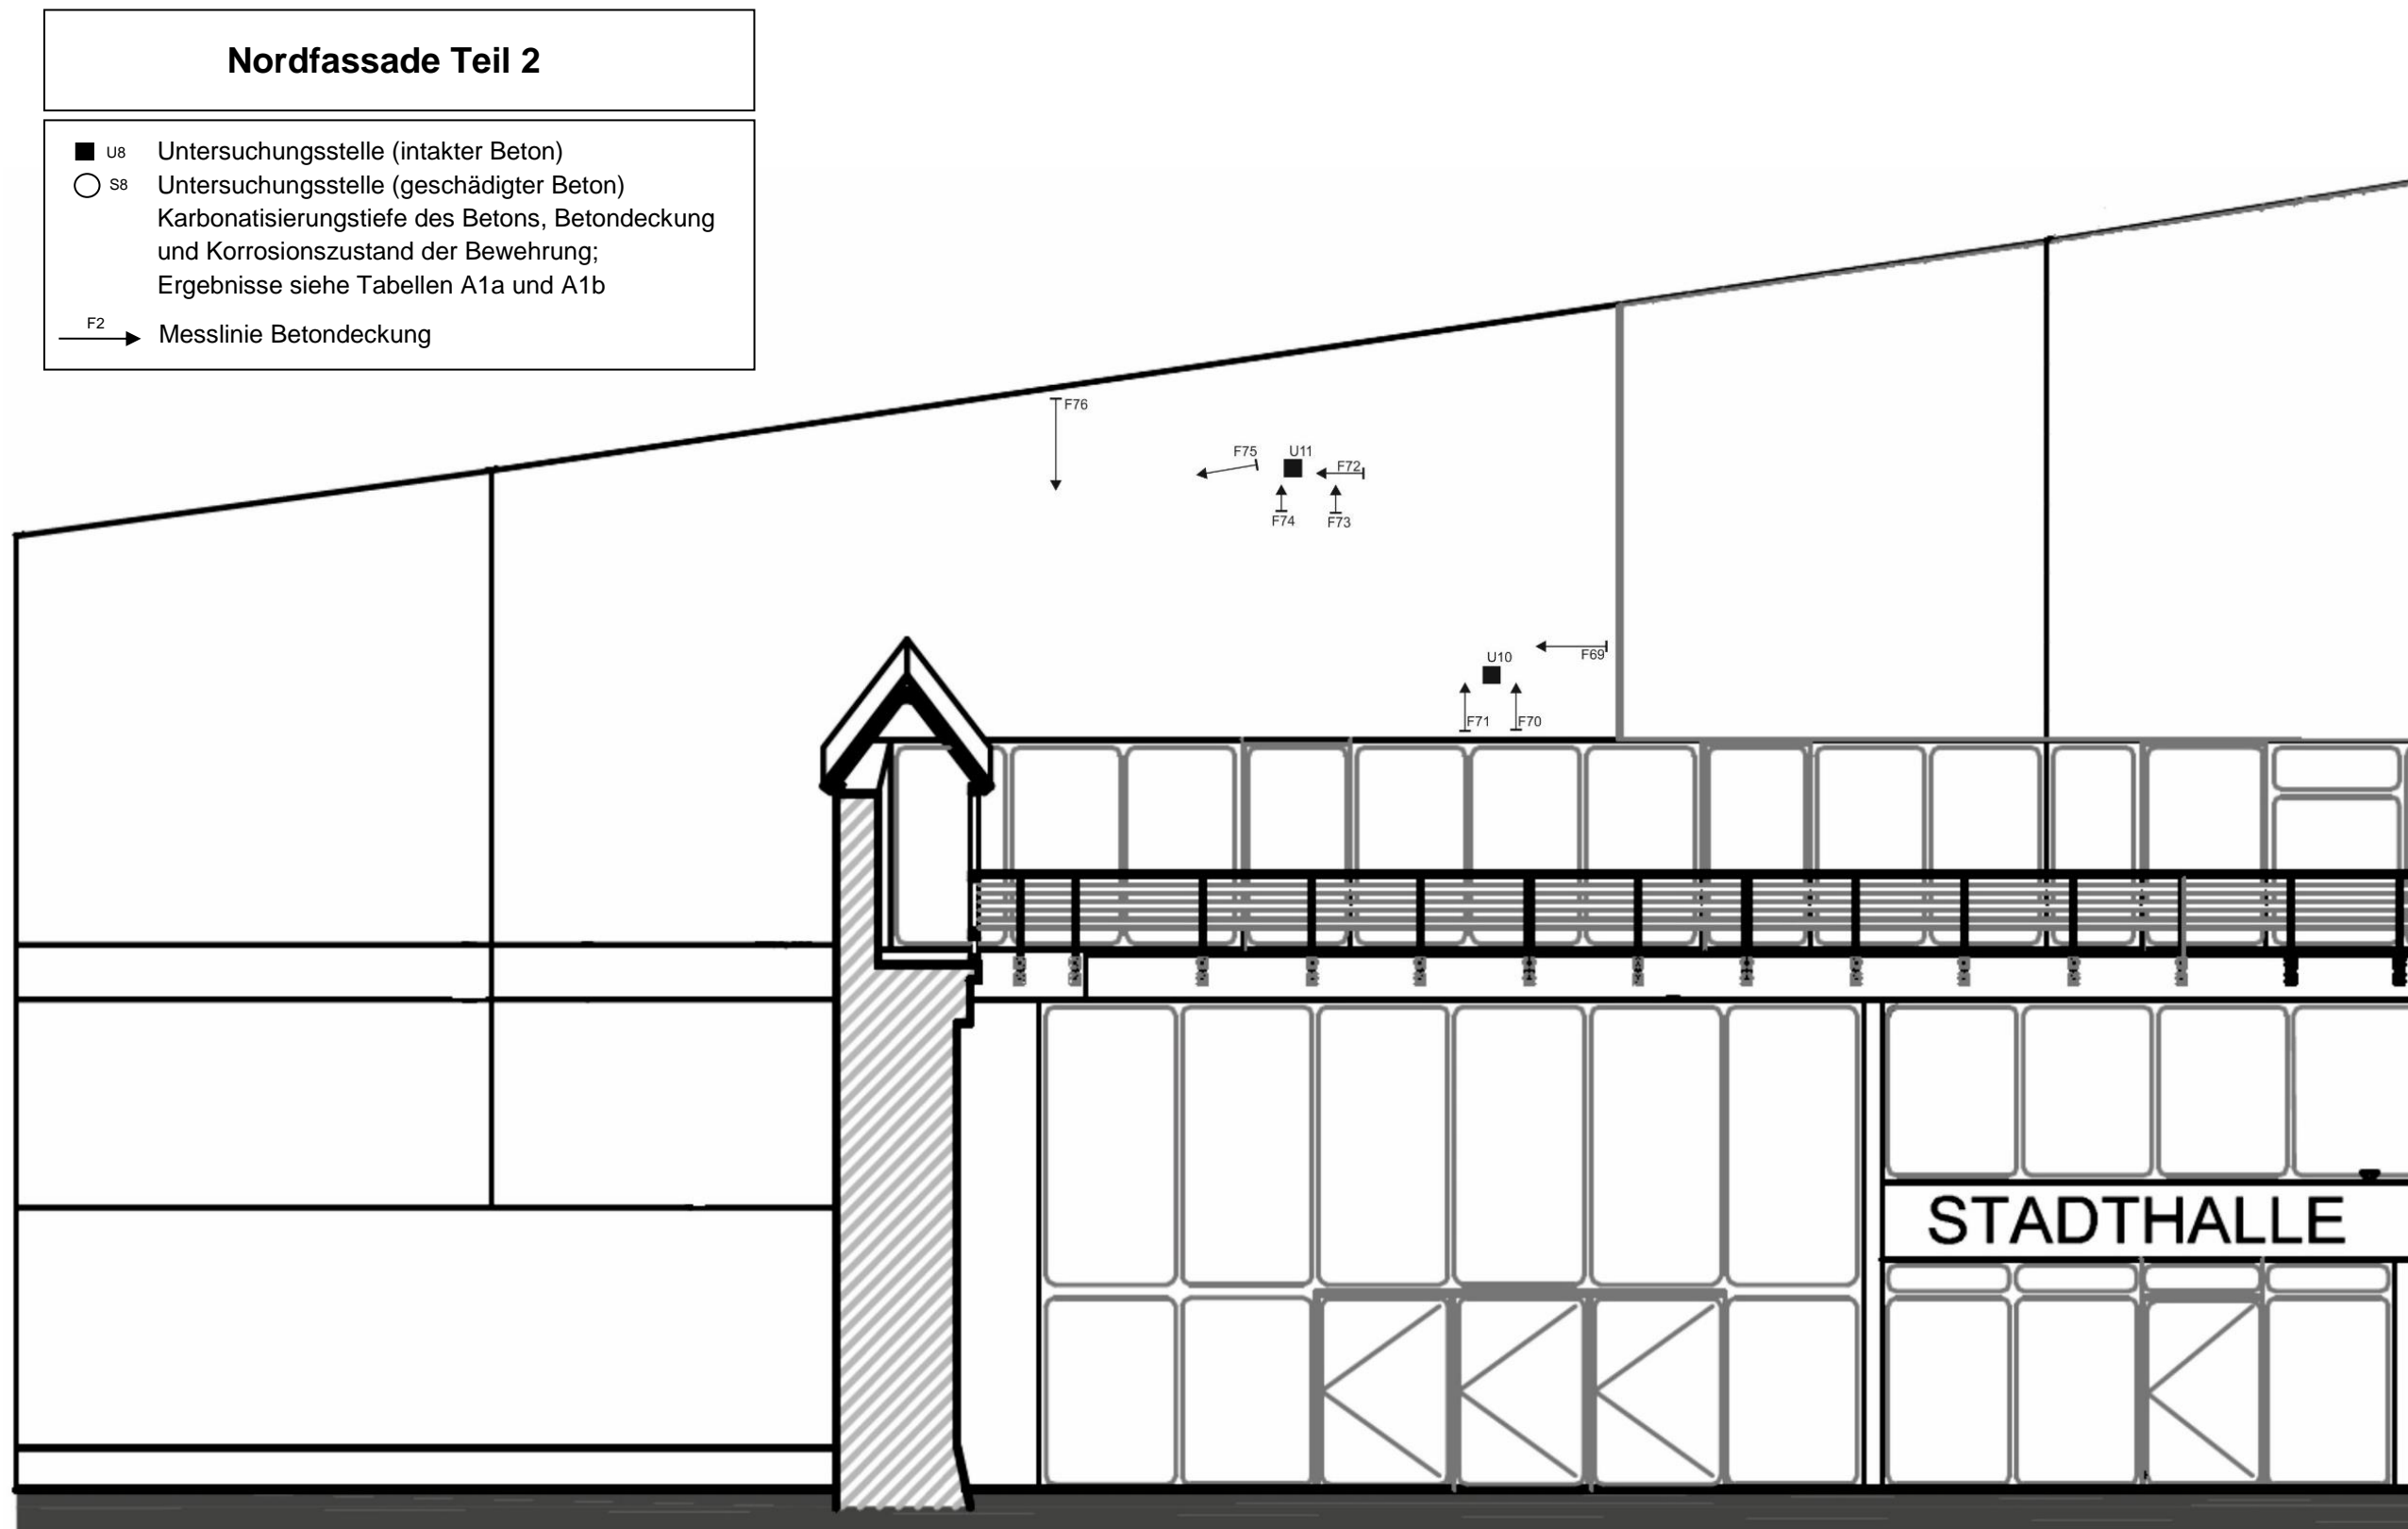 Nordfassade Teil 2
U8 Untersuchungsstelle (intakter Beton)
S8 Untersuchungsstelle (geschädigter Beton)
Karbonatisierungstiefe des Betons, Betondeckung
und Korrosionszustand der Bewehrung;
Ergebnisse siehe Tabellen A1a und A1b
F2 Messlinie Betondeckung
F76
F75
U11
F72
F74
F73
U10
F69
F71
F70
STADTHALLE